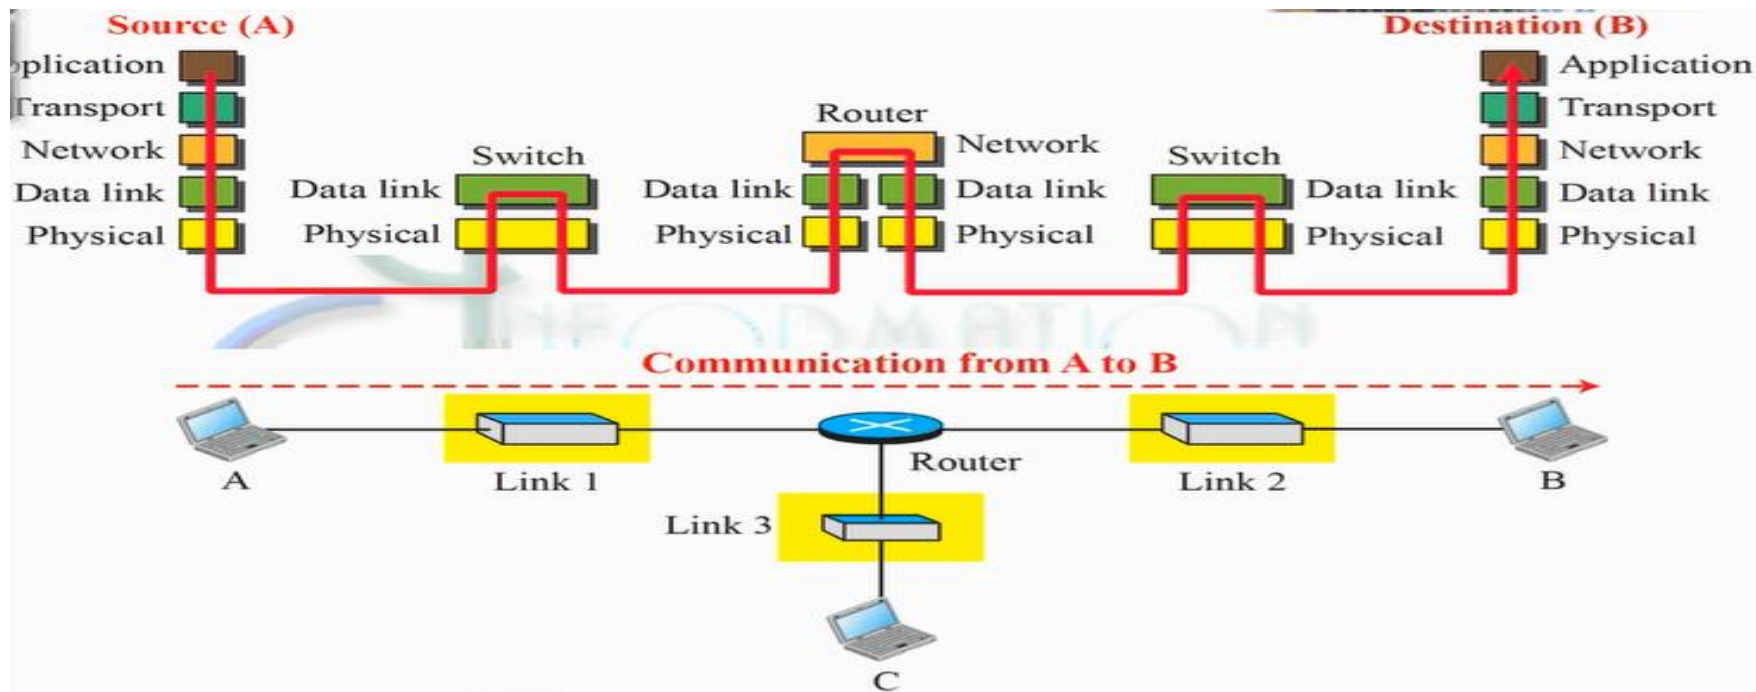 Source (A)
Destination (B)
plication
Transport
Network
Data link
Physical
Switch
Data link
Physical
Router
Network
Data link
Data link
Physical
Physical
Switch
Data link
Physical
Application
Transport
Network
Data link
Physical
INFORMATION
Communication from A to B
A
Link 1
Router
Link 2
B
Link 3
C